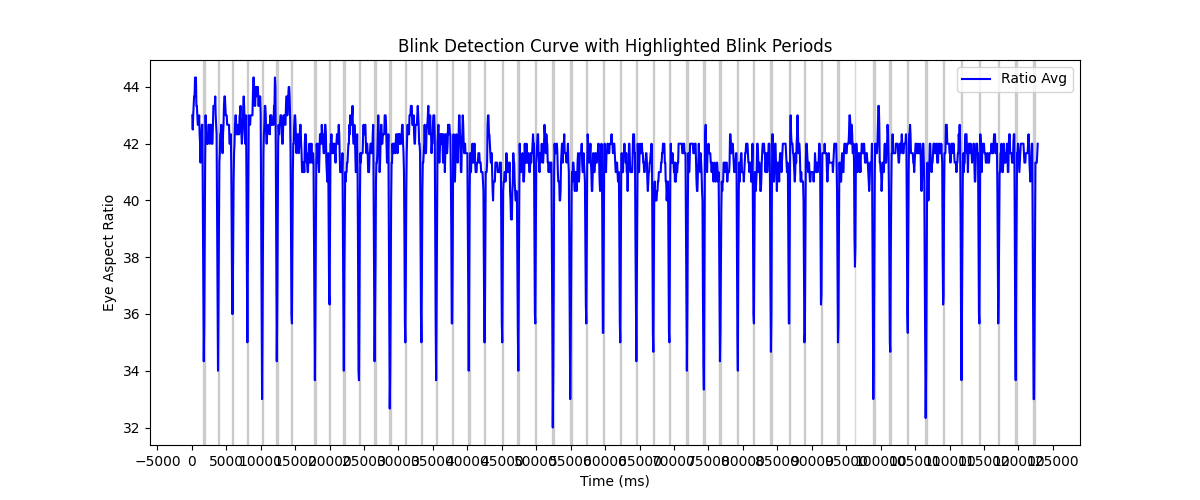 Blink Detection Curve with Highlighted Blink Periods
Ratio Avg
44
42
40
38
36
34
32
Eye Aspect Ratio
−5000 0 5000 10000 15000 20000 25000 30000 35000 40000 45000 50000 55000 60000 65000 70000 75000 80000 85000 90000 95000 100000 105000 110000 115000 120000 125000
Time (ms)